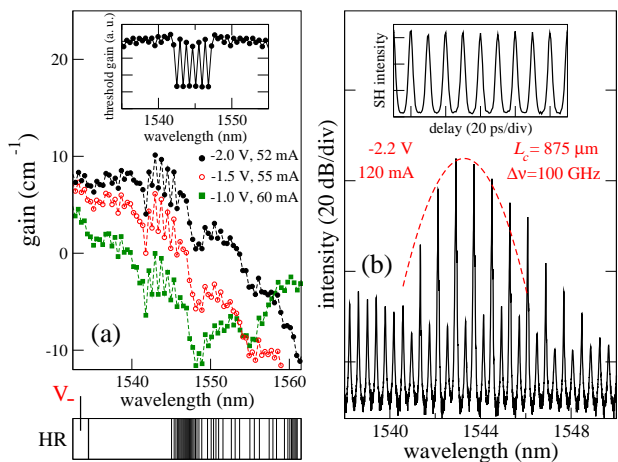 20
10
0
-10
gain (cm⁻¹)
threshold gain (a. u.)
1540
1550
wavelength (nm)
-2.0 V, 52 mA
-1.5 V, 55 mA
-1.0 V, 60 mA
(a)
1540
1550
1560
wavelength (nm)
V_
HR
SH intensity
delay (20 ps/div)
-2.2 V
120 mA
L_c= 875 μm
Δν=100 GHz
(b)
intensity (20 dB/div)
1540
1544
1548
wavelength (nm)